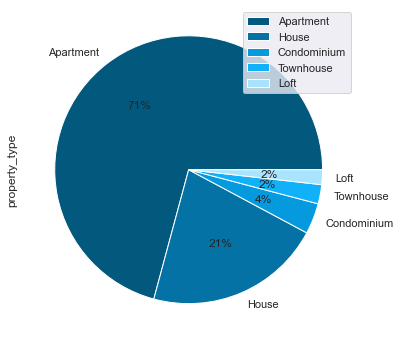 Apartment
House
Condominium
Townhouse
Loft
Apartment
71%
property_type
2%
Loft
2%
Townhouse
4%
Condominium
21%
House